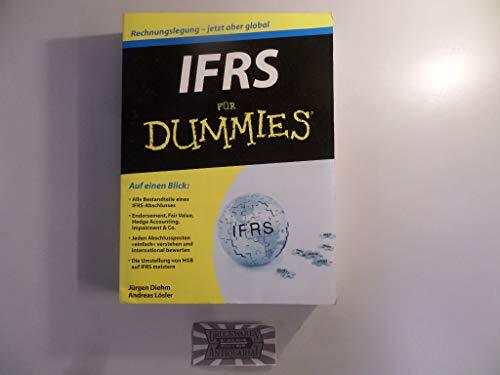 Rechnungslegung – jetzt aber global
IFRS
FÜR
DUMMIES®
Auf einen Blick:
• Alle Bestandteile eines
IFRS-Abschlusses
• Endorsement, Fair Value,
Hedge Accounting,
Impairment & Co.
• Jeden Abschlussposten
»einfach« verstehen und
international bewerten
• Die Umstellung von HGB
auf IFRS meistern
IFRS
Jürgen Diehm
Andreas Lösler